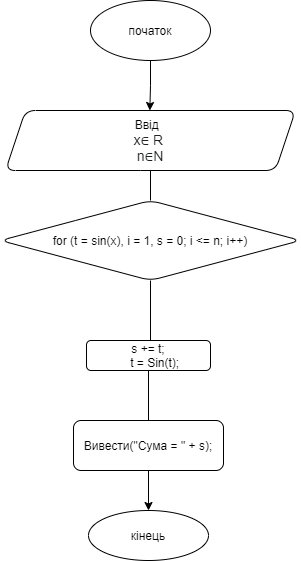 початок
Ввід
x∈ R
n∈N
for (t = sin(x), i = 1, s = 0; i <= n; i++)
s += t;
t = Sin(t);
Вивести("Сума = " + s);
кінець